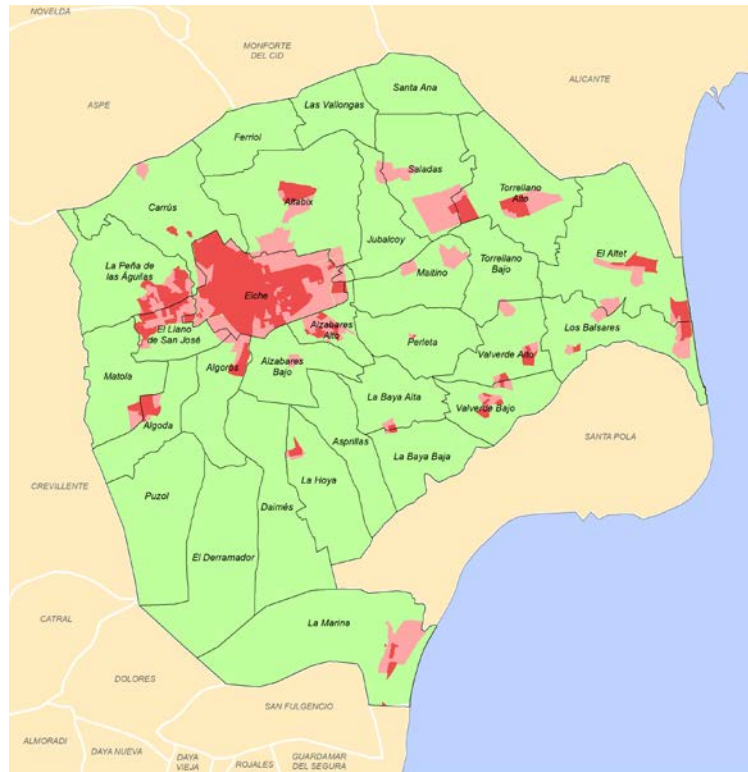 NOVELDA
MONFORTE
DEL CID
ALICANTE
ASPE
Santa Ana
Las Vallongas
Ferriol
Saladas
Carrús
Altabix
Torrellano
Alto
Jubalcoy
La Peña de
las Águilas
El Altet
Maitino
Torrellano
Bajo
Elche
El Llano
de San José
Alzabares
Alto
Los Balsares
Perleta
Valverde Alto
Matola
Algorós
Alzabares
Bajo
La Baya Alta
Valverde Bajo
Algoda
SANTA POLA
Asprillas
La Baya Baja
CREVILLENTE
Puzol
La Hoya
Daimés
El Derramador
CATRAL
La Marina
DOLORES
SAN FULGENCIO
ALMORADI
DAYA NUEVA
DAYA
VIEJA
ROJALES
GUARDAMAR
DEL SEGURA